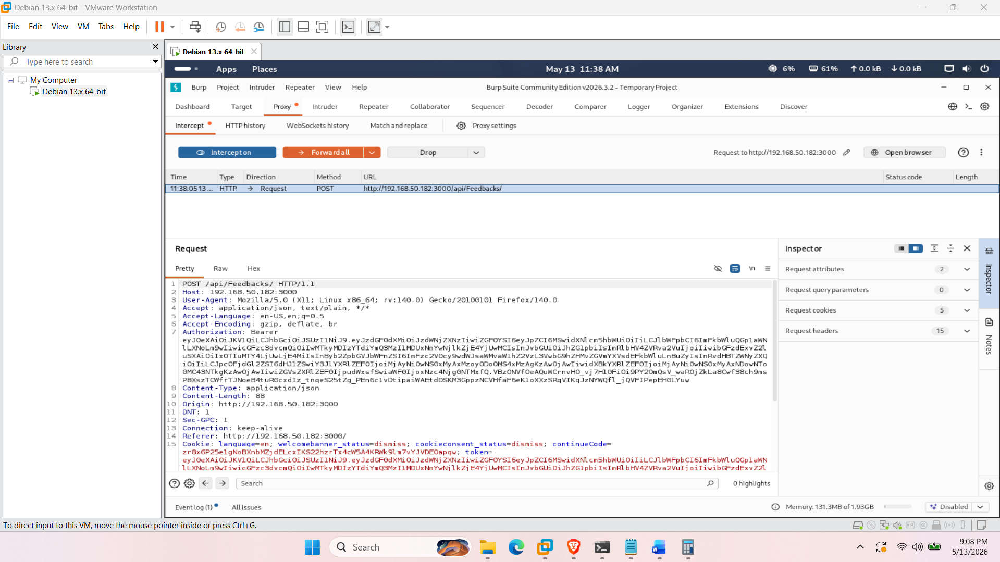 Debian 13.x 64-bit - VMware Workstation
File Edit View VM Tabs Help
Library
Type here to search
My Computer
Debian 13.x 64-bit
Debian 13.x 64-bit
Apps Places May 13 11:38 AM 6% 61% 0.0 kB 0.0 kB
Burp Project Intruder Repeater View Help Burp Suite Community Edition v2026.3.2 - Temporary Project
Dashboard Target Proxy Intruder Repeater Collaborator Sequencer Decoder Comparer Logger Organizer Extensions Discover
Intercept HTTP history WebSockets history Match and replace Proxy settings
Intercept on Forward all Drop Request to http://192.168.50.182:3000 Open browser
Time Type Direction Method URL Status code Length
11:38:05 13 ... HTTP Request POST http://192.168.50.182:3000/api/Feedbacks/
Request
Pretty Raw Hex \n
1 POST /api/Feedbacks/ HTTP/1.1
2 Host: 192.168.50.182:3000
3 User-Agent: Mozilla/5.0 (X11; Linux x86_64; rv:140.0) Gecko/20100101 Firefox/140.0
4 Accept: application/json, text/plain, */*
5 Accept-Language: en-US,en;q=0.5
6 Accept-Encoding: gzip, deflate, br
7 Authorization: Bearer
8 Content-Type: application/json
9 Content-Length: 88
10 Origin: http://192.168.50.182:3000
11 DNT: 1
12 Sec-GPC: 1
13 Connection: keep-alive
14 Referer: http://192.168.50.182:3000/
15 Cookie: language=en; welcomebanner_status=dismiss; cookieconsent_status=dismiss; continueCode=
token=
Search 0 highlights
Inspector
Request attributes 2
Request query parameters 0
Request cookies 5
Request headers 15
Inspector
Notes
Event log (1) All issues Memory: 131.3MB of 1.93GB Disabled
To direct input to this VM, move the mouse pointer inside or press Ctrl+G.
Search
9:08 PM
5/13/2026